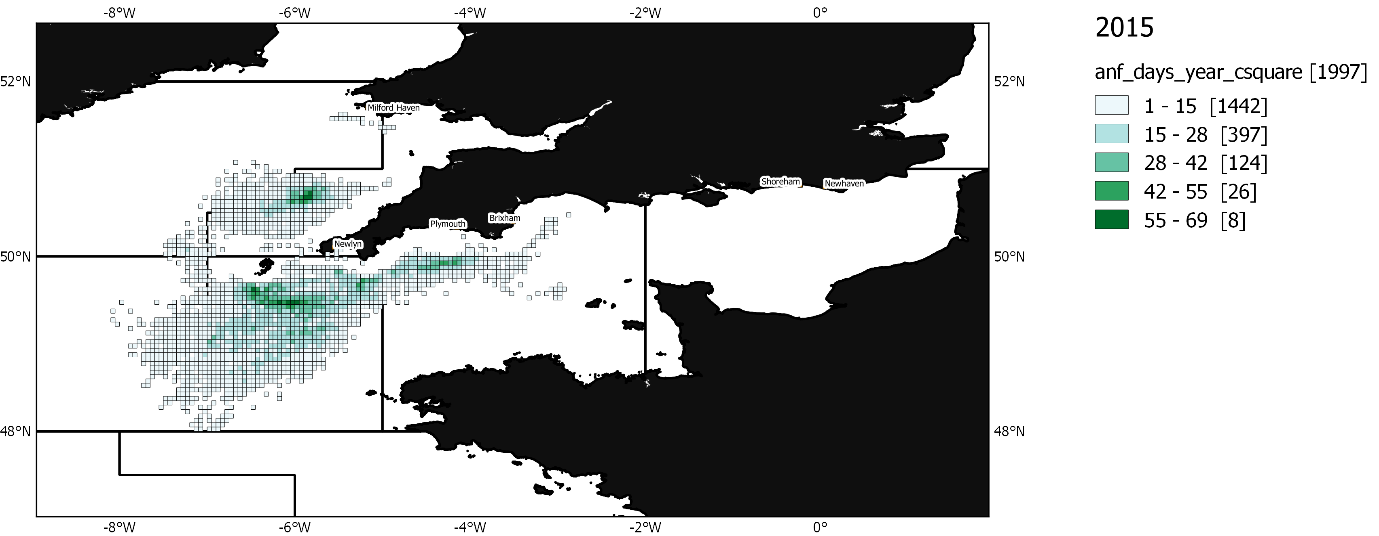 -8°W -6°W -4°W -2°W 0°
2015
anf_days_year_csquare [1997]
52°N 52°N
1 - 15 [1442]
Milford Haven
15 - 28 [397]
28 - 42 [124]
Shoreham Newhaven
42 - 55 [26]
Brixham
Plymouth
55 - 69 [8]
Newlyn
50°N 50°N
48°N 48°N
-8°W -6°W -4°W -2°W 0°